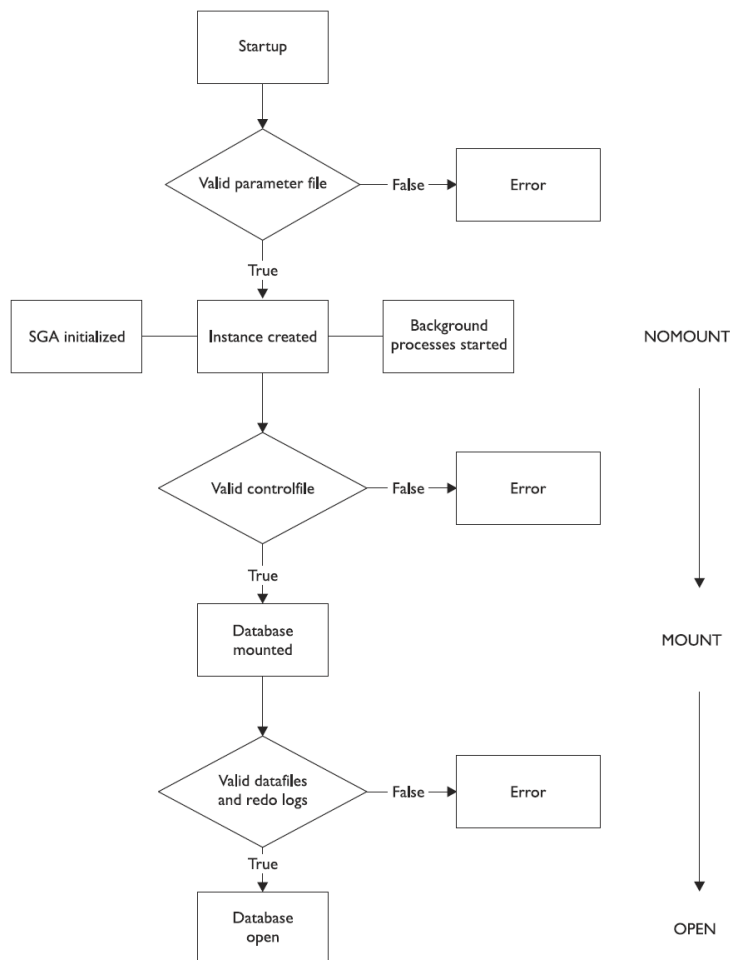 Startup
Valid parameter file
False
Error
True
SGA initialized
Instance created
Background
processes started
NOMOUNT
Valid controlfile
False
Error
True
Database
mounted
MOUNT
Valid datafiles
and redo logs
False
Error
True
Database
open
OPEN